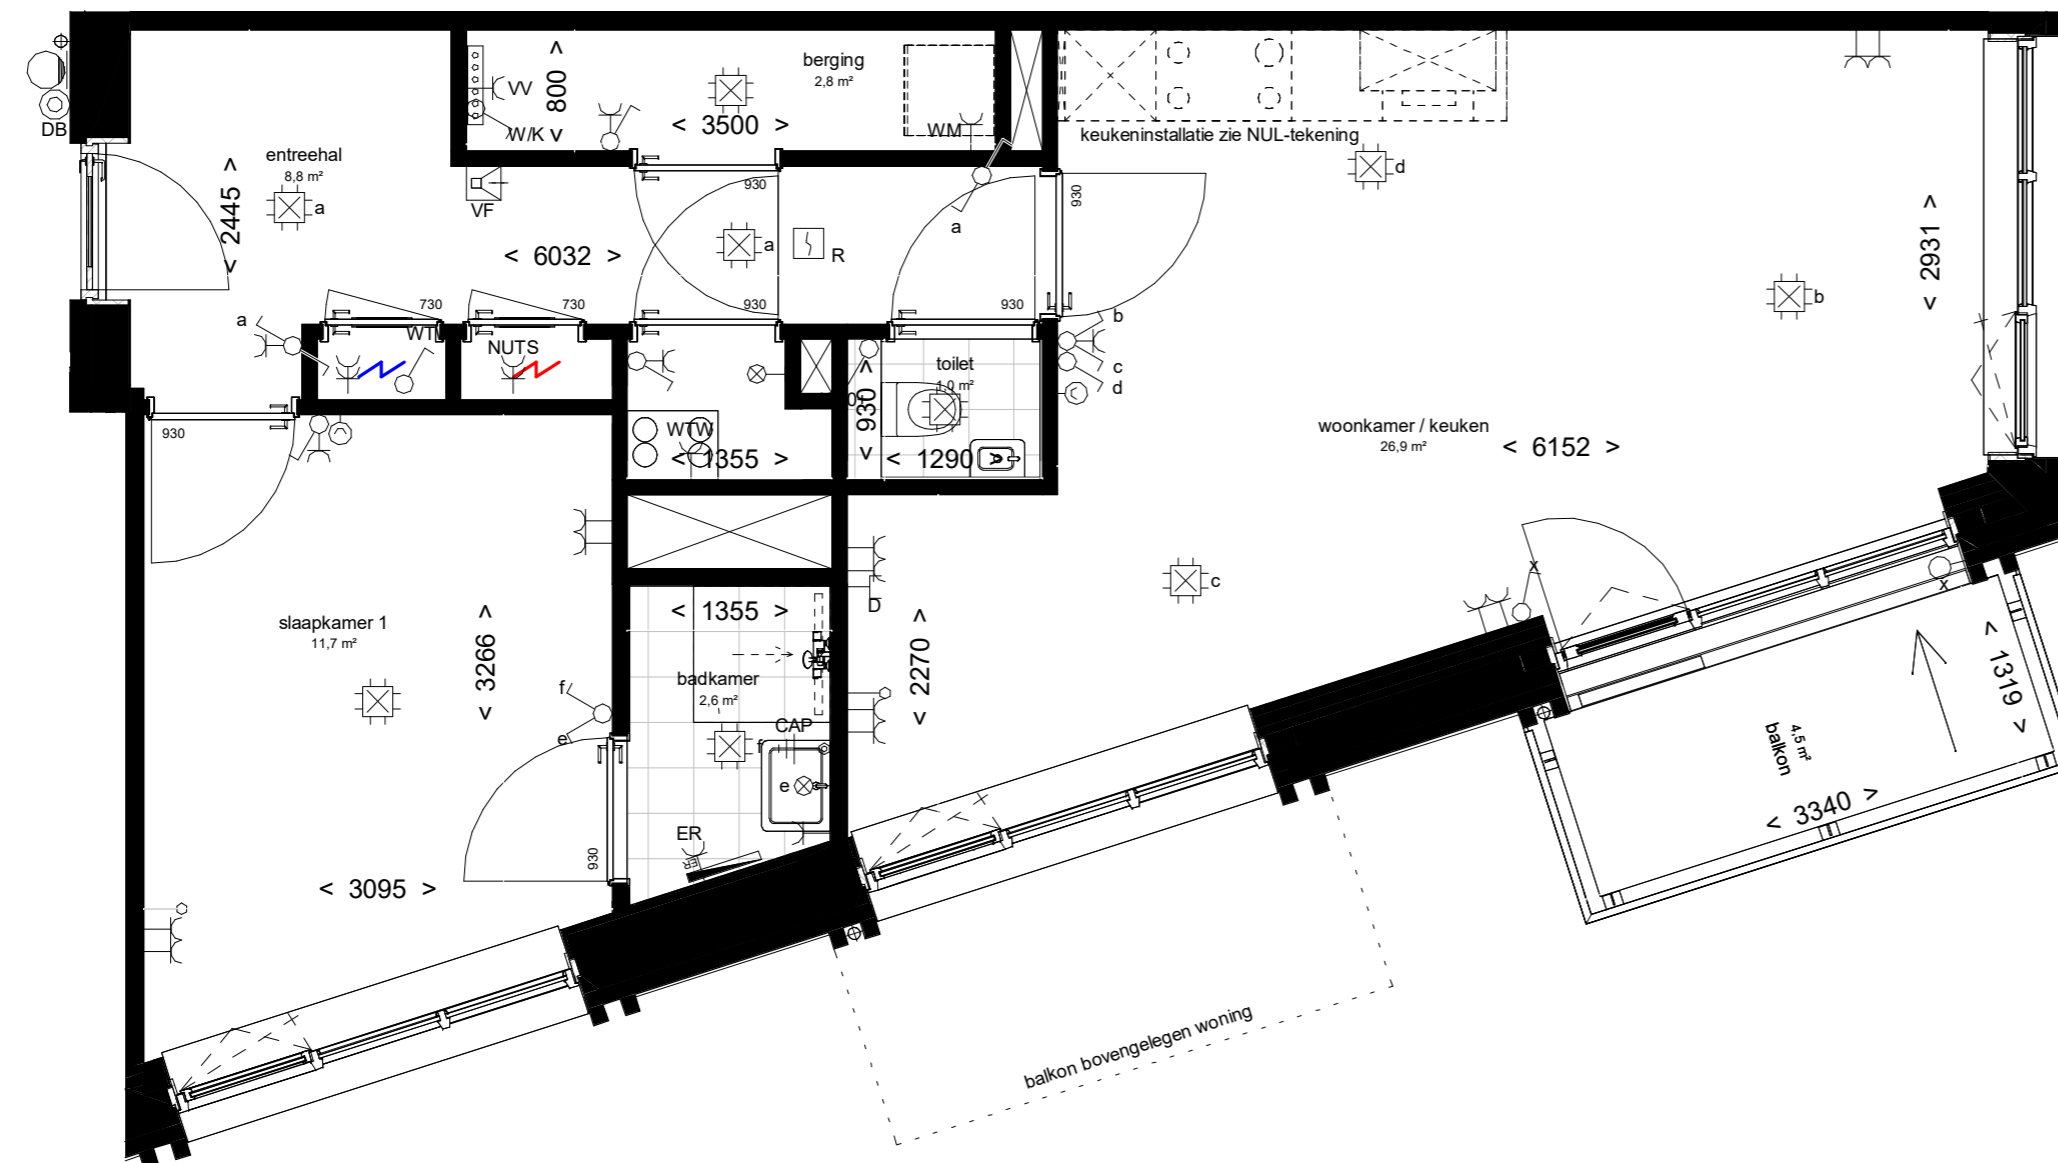 berging
2,8 m²
VV
< 800 >
W/K
< 3500 >
WM
keukeninstallatie zie NUL-tekening
DB
entreehal
8,8 m²
a
< 2445 >
VF
930
930
d
a
< 6032 >
a
R
< 2931 >
b
730
730
930
930
a
WT
NUTS
toilet
1,0 m²
b
c
d
930
WTW
< 1355 >
< 930 >
< 1290 >
woonkamer / keuken
26,9 m²
< 6152 >
slaapkamer 1
11,7 m²
< 3266 >
< 1355 >
D
c
x
x
< 2270 >
badkamer
2,6 m²
f
e
CAP
f
e
ER
930
< 3095 >
< 1319 >
4,5 m²
balkon
< 3340 >
balkon bovengelegen woning